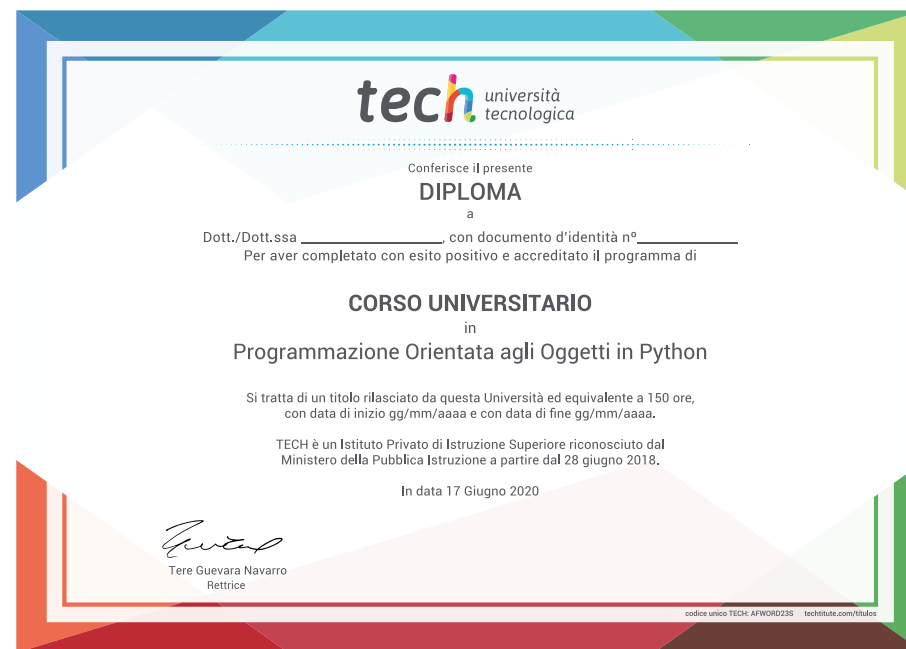 tech università
tecnologica
Conferisce il presente
DIPLOMA
a
Dott./Dott.ssa _________________, con documento d'identità nº____________
Per aver completato con esito positivo e accreditato il programma di
CORSO UNIVERSITARIO
in
Programmazione Orientata agli Oggetti in Python
Si tratta di un titolo rilasciato da questa Università ed equivalente a 150 ore,
con data di inizio gg/mm/aaaa e con data di fine gg/mm/aaaa.
TECH è un Istituto Privato di Istruzione Superiore riconosciuto dal
Ministero della Pubblica Istruzione a partire dal 28 giugno 2018.
In data 17 Giugno 2020
Tere Guevara Navarro
Rettrice
codice unico TECH: AFWORD23S techtitute.com/títulos